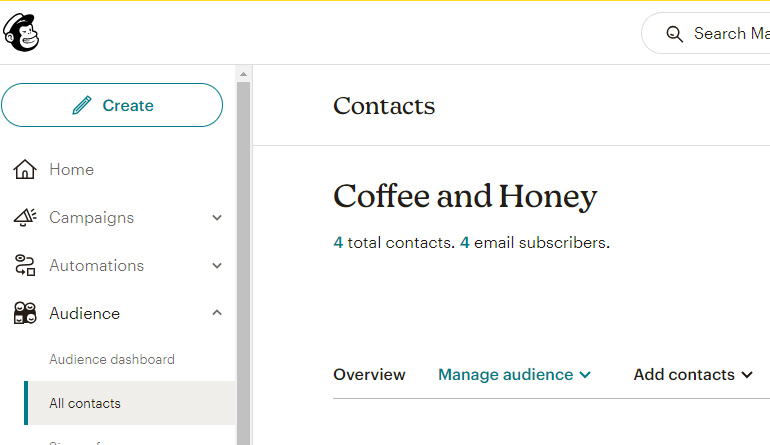 Search Ma
Create
Contacts
Home
Coffee and Honey
Campaigns
4 total contacts. 4 email subscribers.
Automations
Audience
Audience dashboard
Overview
Manage audience
Add contacts
All contacts